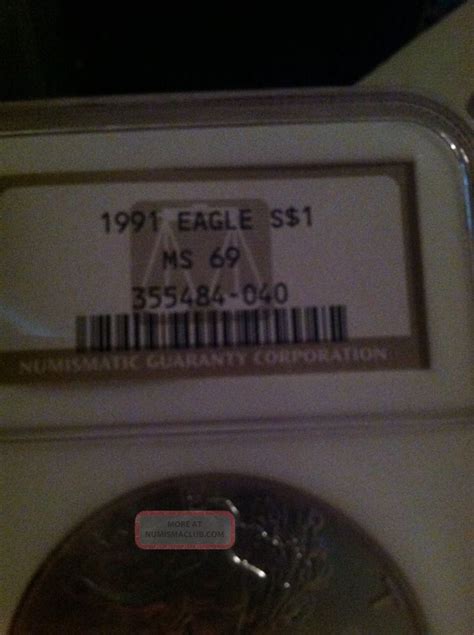 1991 EAGLE S$1
MS 69
355484-040
NUMISMATIC GUARANTY CORPORATION
MORE AT
NUMISMACLUB.COM